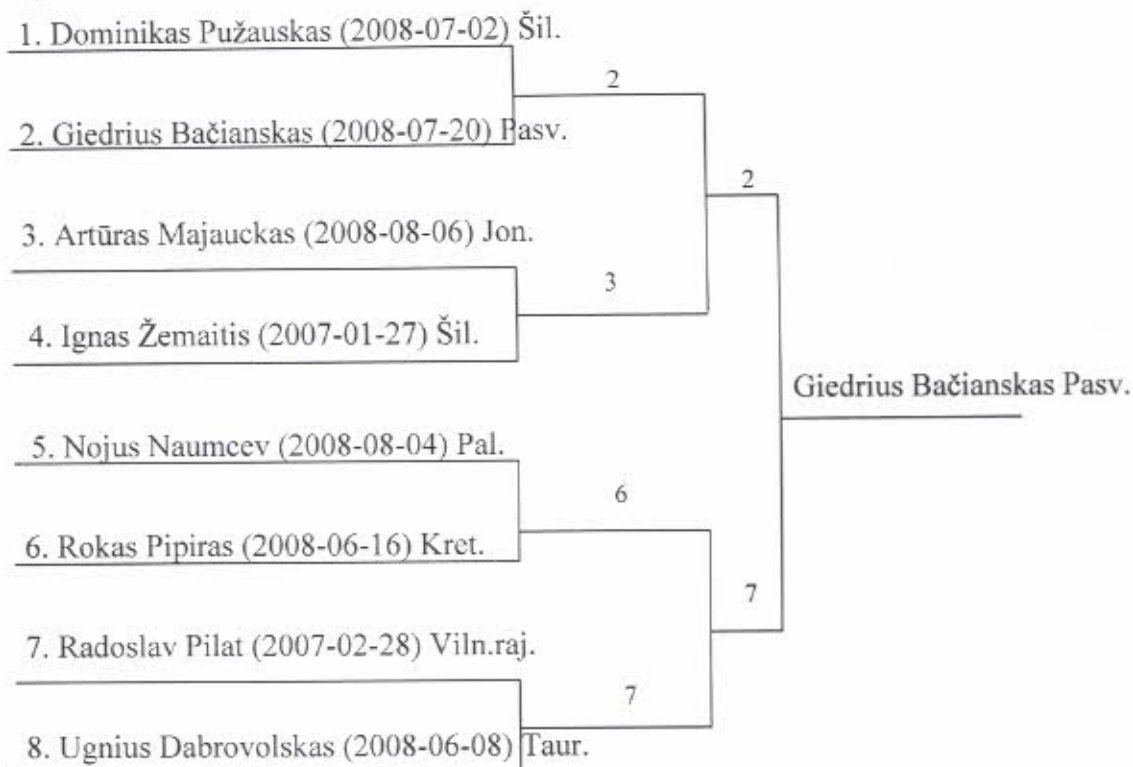 1. Dominikas Pužauskas (2008-07-02) Šil.
2
2. Giedrius Bačianskas (2008-07-20) Pasv.
2
3. Artūras Majauckas (2008-08-06) Jon.
3
4. Ignas Žemaitis (2007-01-27) Šil.
Giedrius Bačianskas Pasv.
5. Nojus Naumcev (2008-08-04) Pal.
6
6. Rokas Pipiras (2008-06-16) Kret.
7
7. Radoslav Pilat (2007-02-28) Viln.raj.
7
8. Ugnius Dabrovolskas (2008-06-08) Taur.